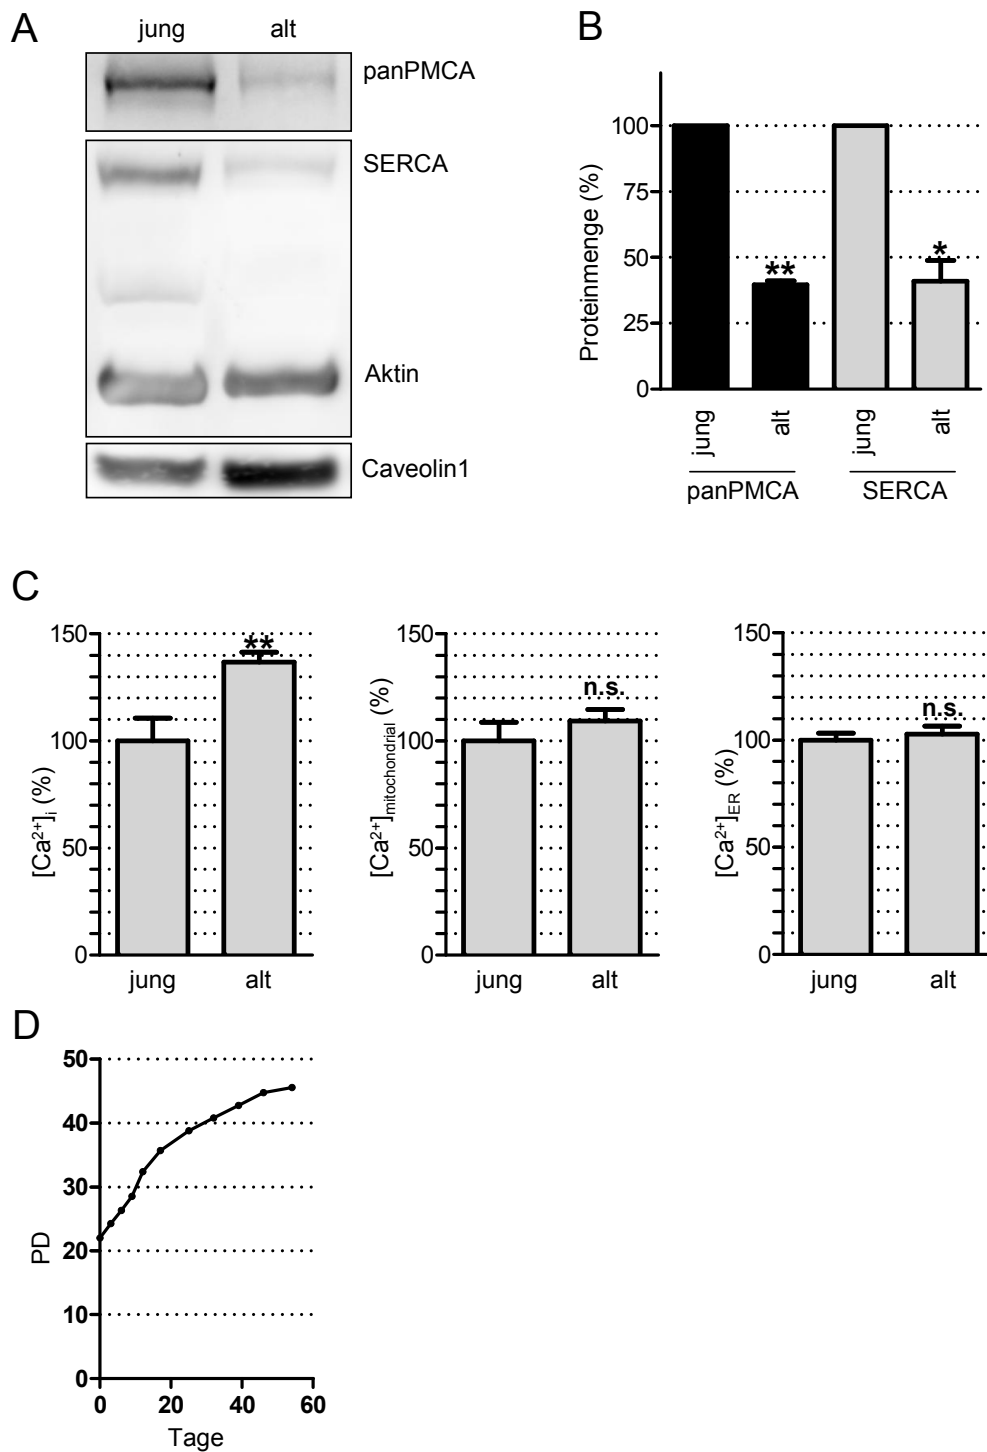 A
jung alt
panPMCA
SERCA
Aktin
Caveolin1
B
Proteinmenge (%)
100
75
50
25
0
**
*
jung alt jung alt
panPMCA SERCA
C
[Ca²⁺]i (%)
150
100
50
0
**
jung alt
[Ca²⁺]mitochondrial (%)
150
100
50
0
n.s.
jung alt
[Ca²⁺]ER (%)
150
100
50
0
n.s.
jung alt
D
PD
50
40
30
20
10
0
0 20 40 60
Tage